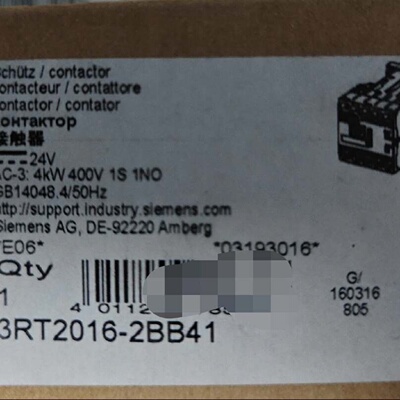 Schütz / contactor
contacteur / contattore
contactor / contator
контактор
接触器
24V
AC-3: 4kW 400V 1S 1NO
GB14048.4/50Hz
http://support.industry.siemens.com
Siemens AG, DE-92220 Amberg
*E06* *03193016*
Qty
1
G/
160316
805
4 0112
3RT2016-2BB41